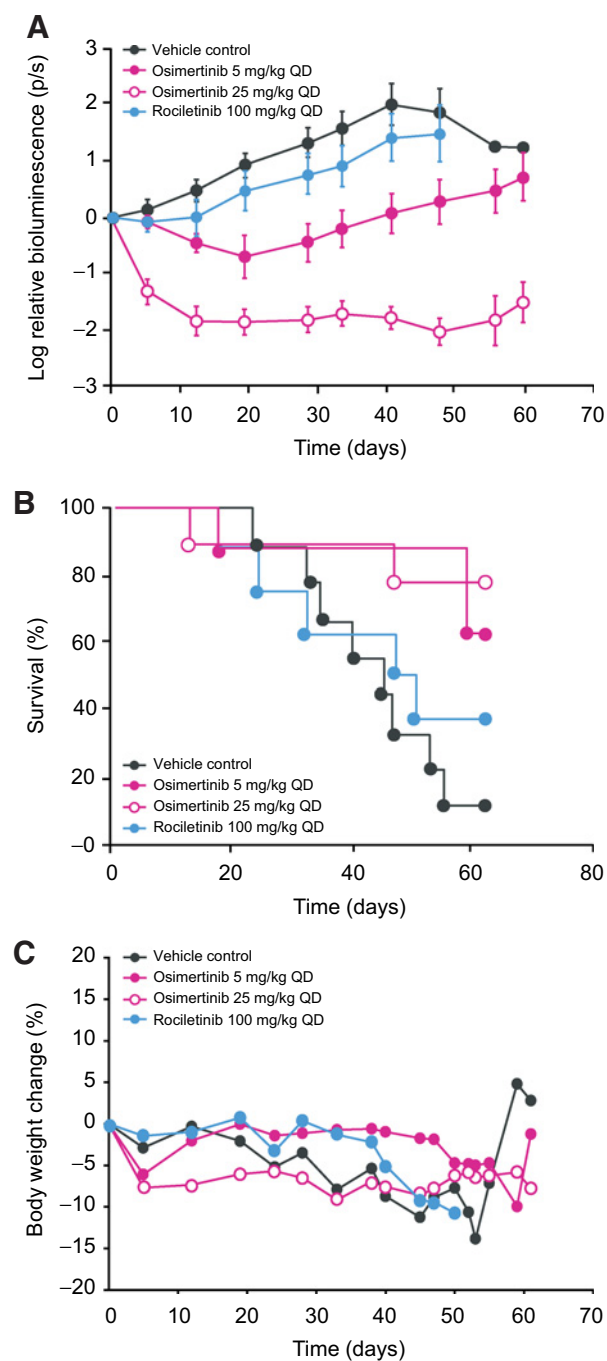 A
3
2
1
0
−1
−2
−3
Log relative bioluminescence (p/s)
Vehicle control
Osimertinib 5 mg/kg QD
Osimertinib 25 mg/kg QD
Rociletinib 100 mg/kg QD
0 10 20 30 40 50 60 70
Time (days)
B
100
80
60
40
20
−0
Survival (%)
Vehicle control
Osimertinib 5 mg/kg QD
Osimertinib 25 mg/kg QD
Rociletinib 100 mg/kg QD
0 20 40 60 80
Time (days)
C
20
15
10
5
0
−5
−10
−15
−20
Body weight change (%)
Vehicle control
Osimertinib 5 mg/kg QD
Osimertinib 25 mg/kg QD
Rociletinib 100 mg/kg QD
0 10 20 30 40 50 60 70
Time (days)